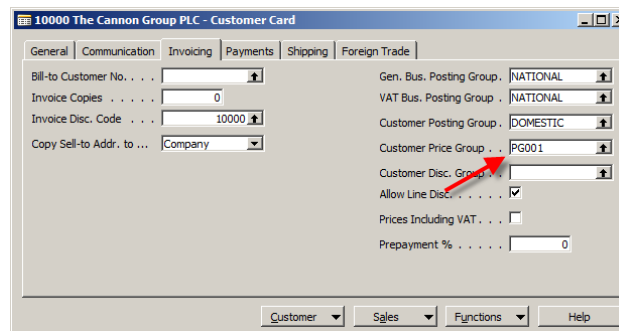 10000 The Cannon Group PLC - Customer Card
General Communication Invoicing Payments Shipping Foreign Trade
Bill-to Customer No. . . . Gen. Bus. Posting Group. NATIONAL
Invoice Copies . . . . . 0 VAT Bus. Posting Group . NATIONAL
Invoice Disc. Code . . . 10000 Customer Posting Group. DOMESTIC
Copy Sell-to Addr. to ... Company Customer Price Group . . PG001
Customer Disc. Group . .
Allow Line Disc. . . . . .
Prices Including VAT . . .
Prepayment % . . . . . 0
Customer Sales Functions Help